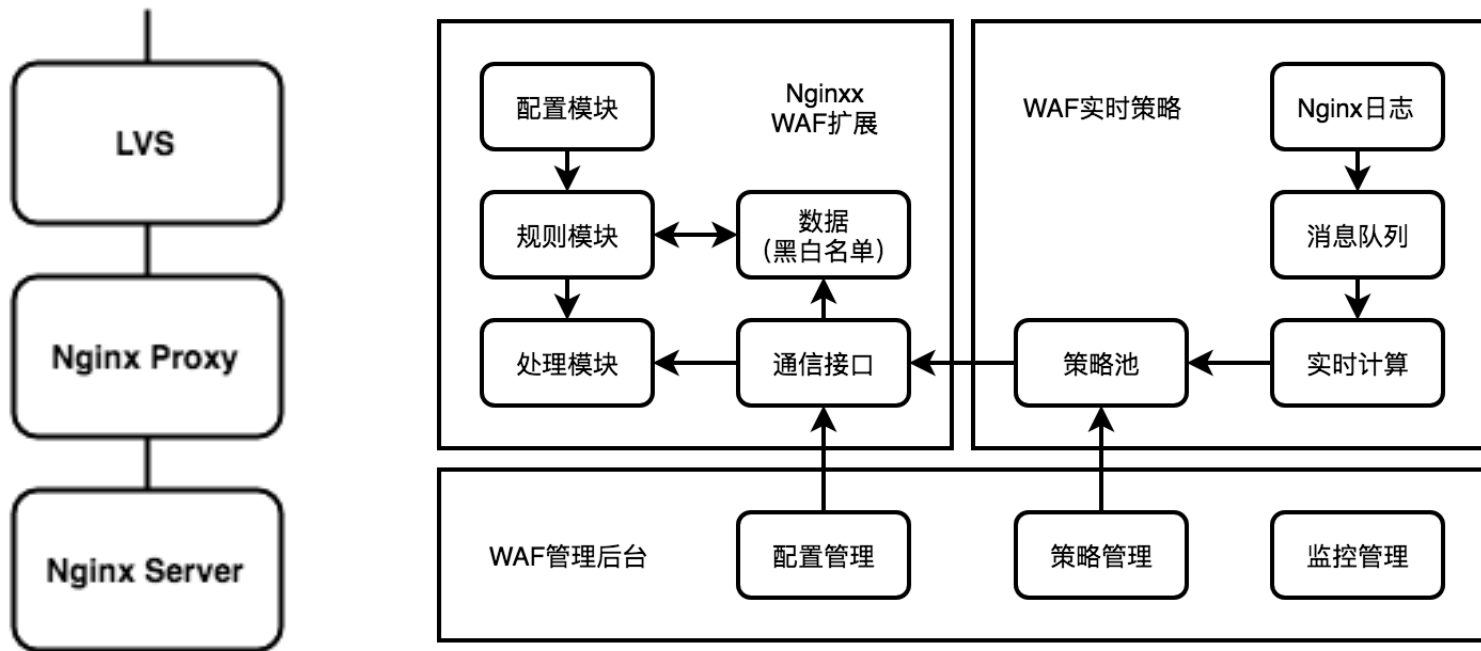 LVS
Nginx Proxy
Nginx Server
配置模块
Nginxx
WAF扩展
规则模块
数据
(黑白名单)
处理模块
通信接口
WAF实时策略
Nginx日志
消息队列
策略池
实时计算
WAF管理后台
配置管理
策略管理
监控管理